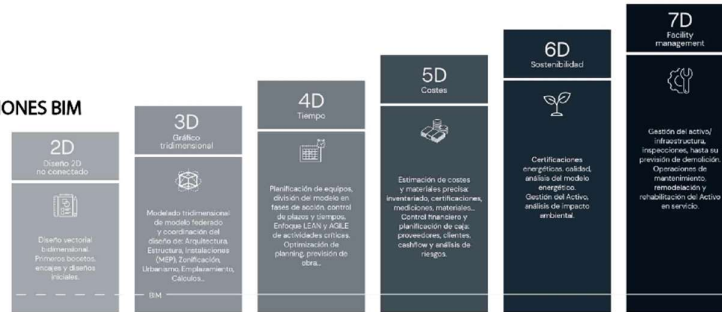 IONES BIM
2D
Diseño 2D
no conectado
Diseño sectorial
bidimensional.
Primeros bocetos,
encajes y diseños
iniciales.
3D
Gráfico
tridimensional
Modelado tridimensional
de modelo federado
y coordinación del
diseño de: Arquitectura,
Estructura, Instalaciones
(MEP), Zonificación,
Urbanismo, Emplazamiento,
Cálculos...
BIM
4D
Tiempo
Planificación de equipos,
división del modelo en
fases de acción, control
de plazos y tiempos,
Enfoque LEAN y AGILE
de actividades críticas.
Optimización de
planning, previsión de
obra...
5D
Costes
Estimación de costes
y materiales precisa:
inventariado, certificaciones,
mediciones, materiales...
Control financiero y
planificación de caja:
proveedores, clientes,
cashflow y análisis de
riesgos.
6D
Sostenibilidad
Certificaciones
energéticas, calidad,
análisis del modelo
energético.
Gestión del Activo,
análisis de impacto
ambiental.
7D
Facility
management
Gestión del activo/
infraestructura,
inspecciones, hasta su
previsión de demolición.
Operaciones de
mantenimiento,
remodelación y
rehabilitación del Activo
en servicio.